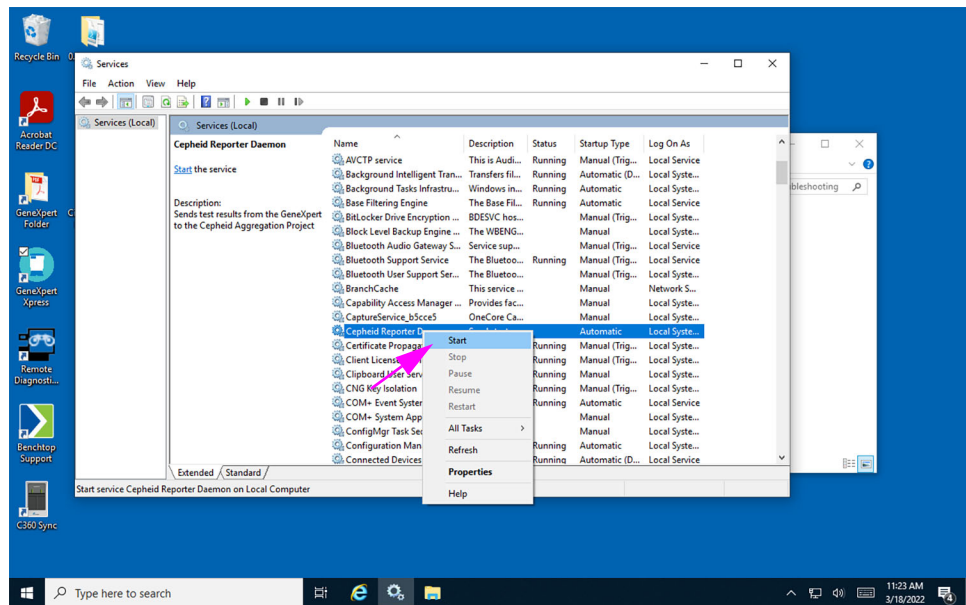 Recycle Bin
Acrobat
Reader DC
GeneXpert
Folder
GeneXpert
Xpress
Remote
Diagnosti...
Benchtop
Support
C360 Sync
Services
File Action View Help
Services (Local)
Services (Local)
Cepheid Reporter Daemon
Start the service
Description:
Sends test results from the GeneXpert
to the Cepheid Aggregation Project
Name Description Status Startup Type Log On As
AVCTP service This is Audi... Running Manual (Trig... Local Service
Background Intelligent Tran... Transfers fil... Running Automatic (D... Local Syste...
Background Tasks Infrastru... Windows in... Running Automatic Local Syste...
Base Filtering Engine The Base Fil... Running Automatic Local Service
BitLocker Drive Encryption ... BDESVC hos... Manual (Trig... Local Syste...
Block Level Backup Engine ... The WBENG... Manual Local Syste...
Bluetooth Audio Gateway S... Service sup... Manual (Trig... Local Service
Bluetooth Support Service The Bluetoo... Running Manual (Trig... Local Service
Bluetooth User Support Ser... The Bluetoo... Manual (Trig... Local Syste...
BranchCache This service ... Manual Network S...
Capability Access Manager ... Provides fac... Manual Local Syste...
CaptureService_b5cce5 OneCore Ca... Manual Local Syste...
Cepheid Reporter D Automatic Local Syste...
Certificate Propaga Running Manual (Trig... Local Syste...
Client Licens Running Manual (Trig... Local Syste...
Clipboard User Serv Running Manual Local Syste...
CNG Key Isolation Running Manual (Trig... Local Syste...
COM+ Event Syster Running Automatic Local Service
COM+ System App Manual Local Syste...
ConfigMgr Task Sec Manual Local Syste...
Configuration Man Running Automatic Local Syste...
Connected Devices Running Automatic (D... Local Service
Start
Stop
Pause
Resume
Restart
All Tasks
Refresh
Properties
Help
Extended Standard
Start service Cepheid Reporter Daemon on Local Computer
bleshooting
Type here to search
11:23 AM
3/18/2022
4